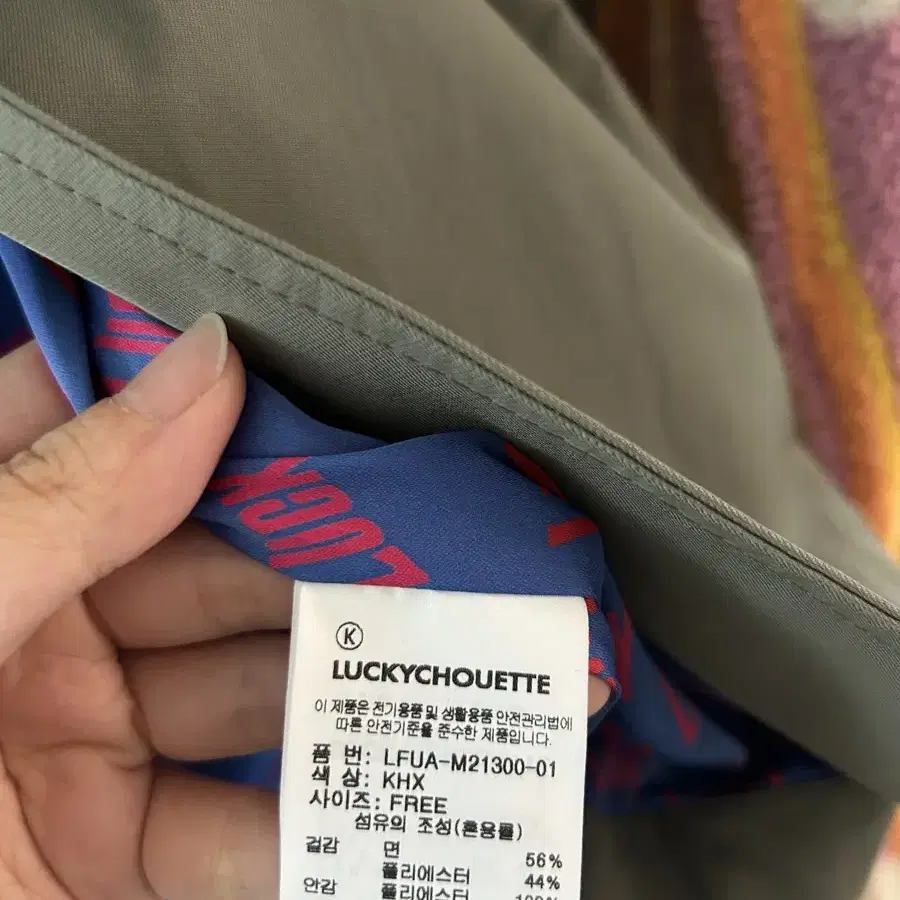 LUCK
K
LUCKYCHOUETTE
이 제품은 전기용품 및 생활용품 안전관리법에
따른 안전기준을 준수한 제품입니다.
품 번: LFUA-M21300-01
색 상: KHX
사이즈: FREE
섬유의 조성(혼용률)
겉감 면 56%
폴리에스터 44%
안감 폴리에스터 100%